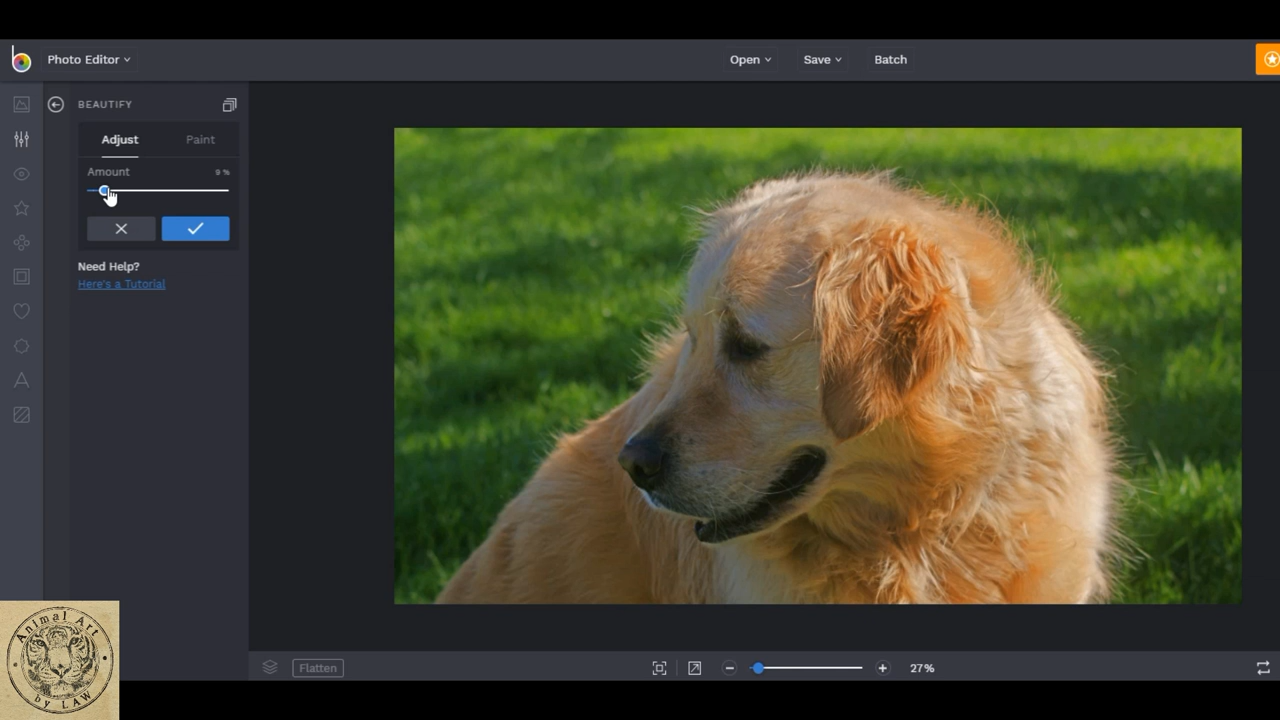 Photo Editor
Open
Save
Batch
BEAUTIFY
Adjust
Paint
Amount
9 %
Need Help?
Here's a Tutorial
Flatten
27%
Animal Art
by LAW